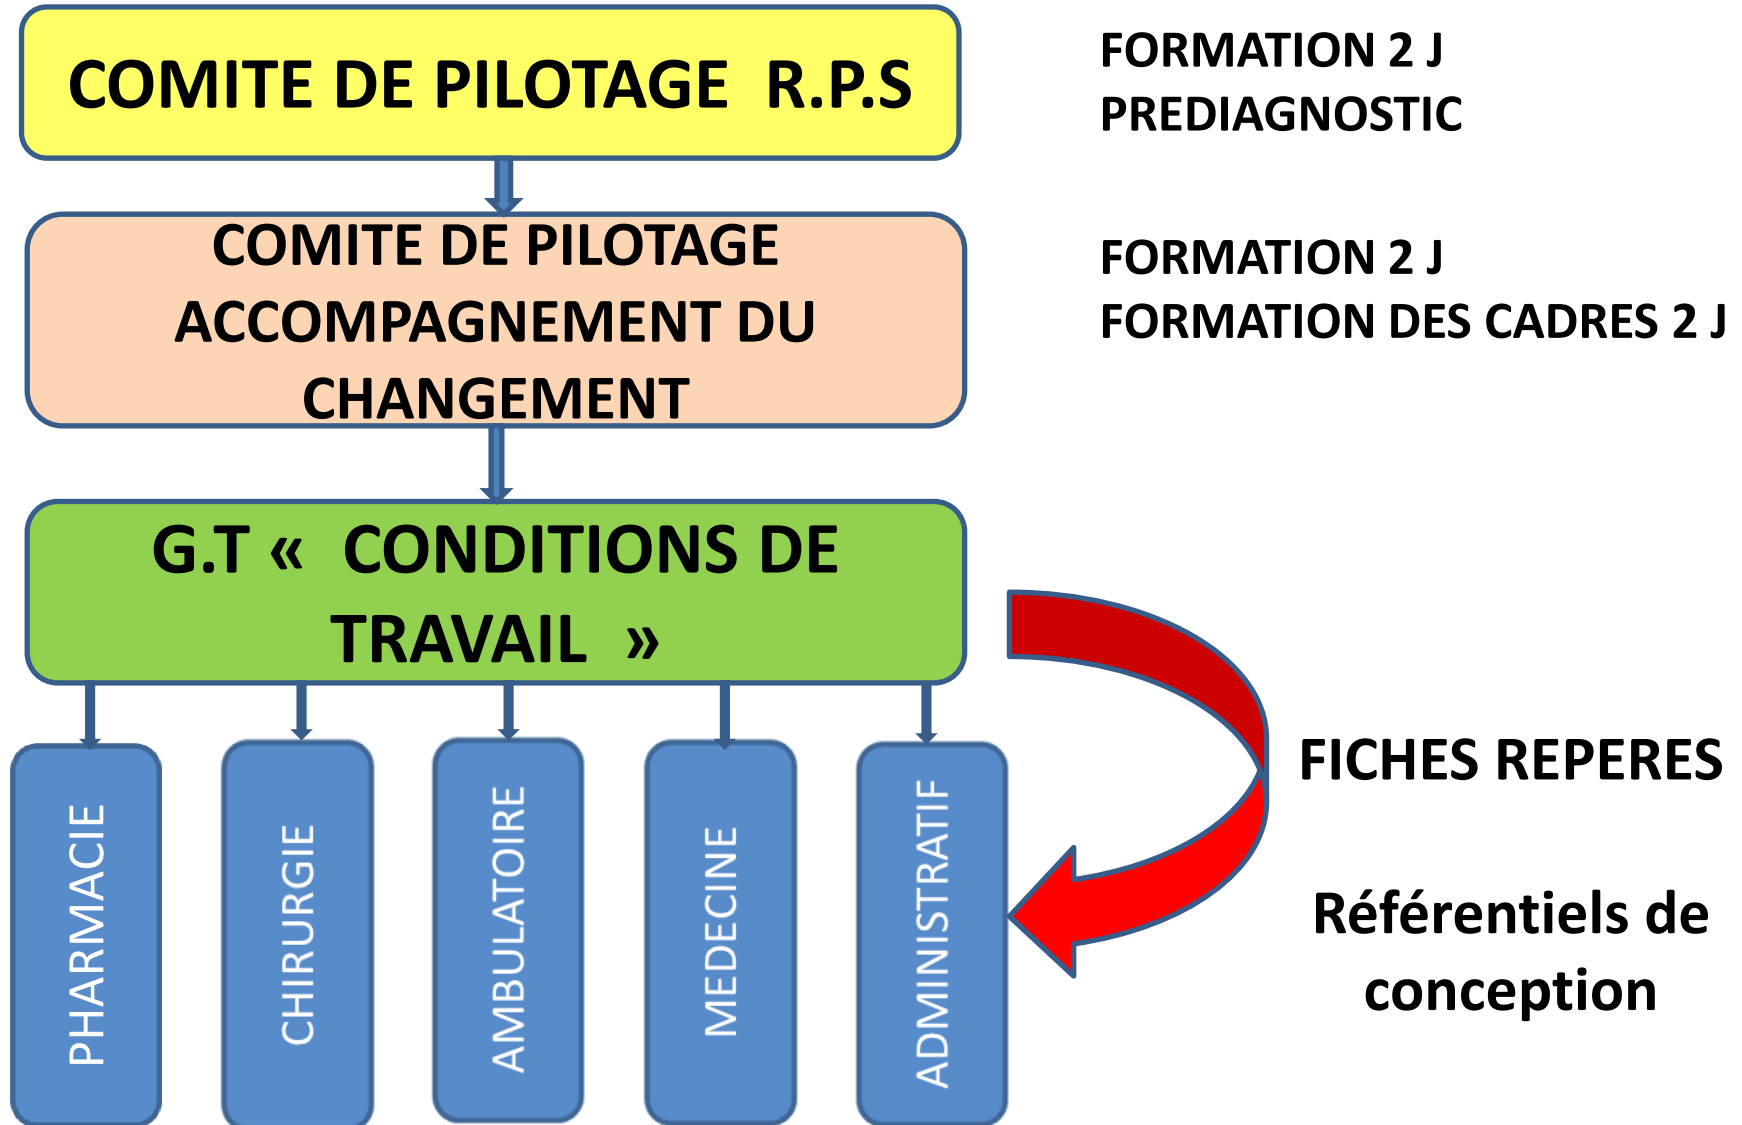 COMITE DE PILOTAGE  R.P.S
FORMATION 2 J
PREDIAGNOSTIC
COMITE DE PILOTAGE
ACCOMPAGNEMENT DU
CHANGEMENT
FORMATION 2 J
FORMATION DES CADRES 2 J
G.T «  CONDITIONS DE
TRAVAIL  »
PHARMACIE
CHIRURGIE
AMBULATOIRE
MEDECINE
ADMINISTRATIF
FICHES REPERES
Référentiels de
conception